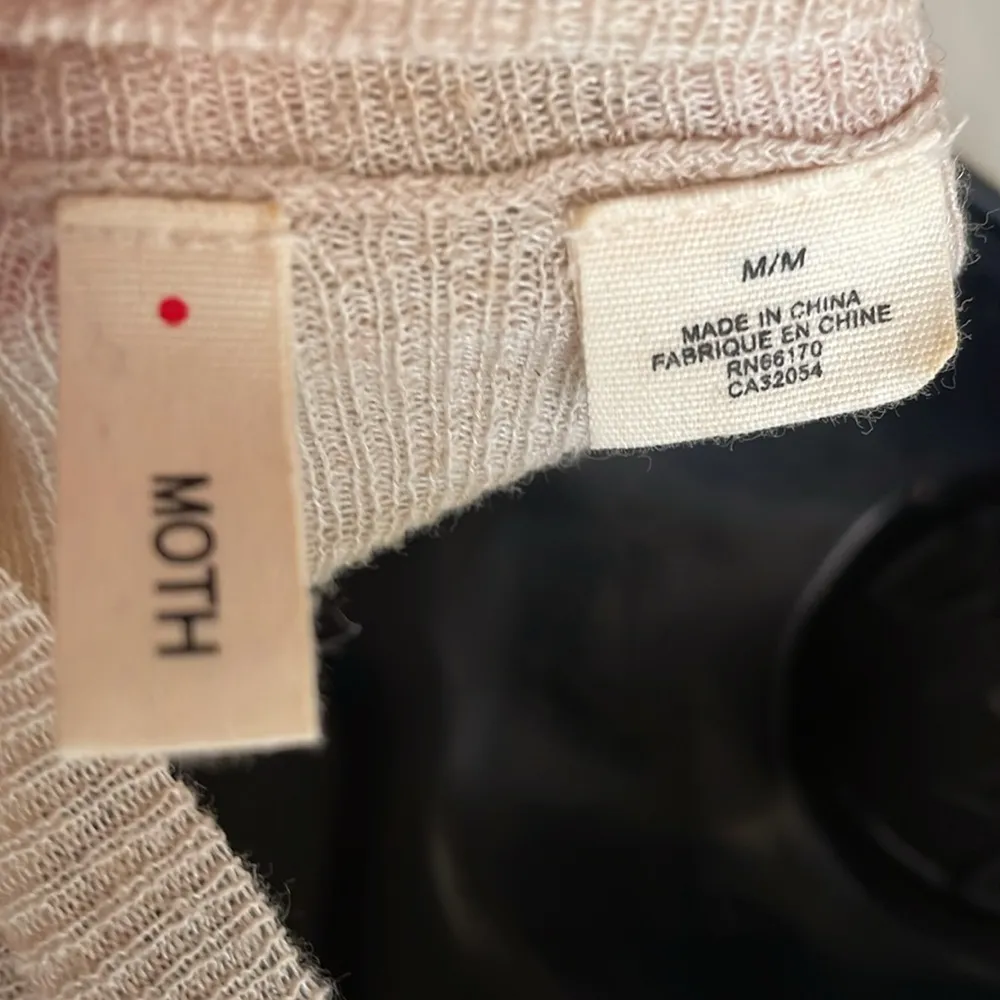 MOTH
M/M
MADE IN CHINA
FABRIQUE EN CHINE
RN66170
CA32054